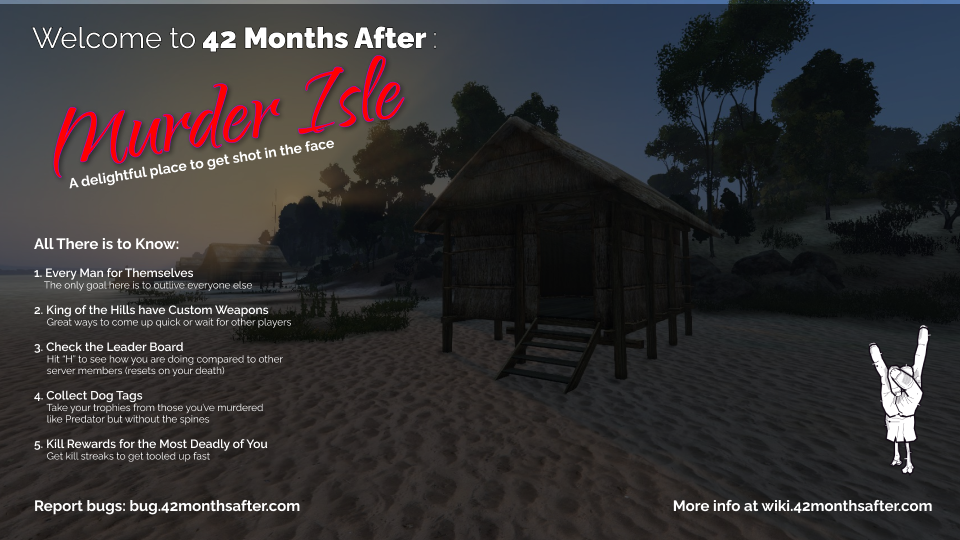 Welcome to 42 Months After :
Murder Isle
A delightful place to get shot in the face
All There is to Know:
1. Every Man for Themselves
The only goal here is to outlive everyone else
2. King of the Hills have Custom Weapons
Great ways to come up quick or wait for other players
3. Check the Leader Board
Hit "H" to see how you are doing compared to other
server members (resets on your death)
4. Collect Dog Tags
Take your trophies from those you've murdered
like Predator but without the spines
5. Kill Rewards for the Most Deadly of You
Get kill streaks to get tooled up fast
Report bugs: bug.42monthsafter.com
More info at wiki.42monthsafter.com